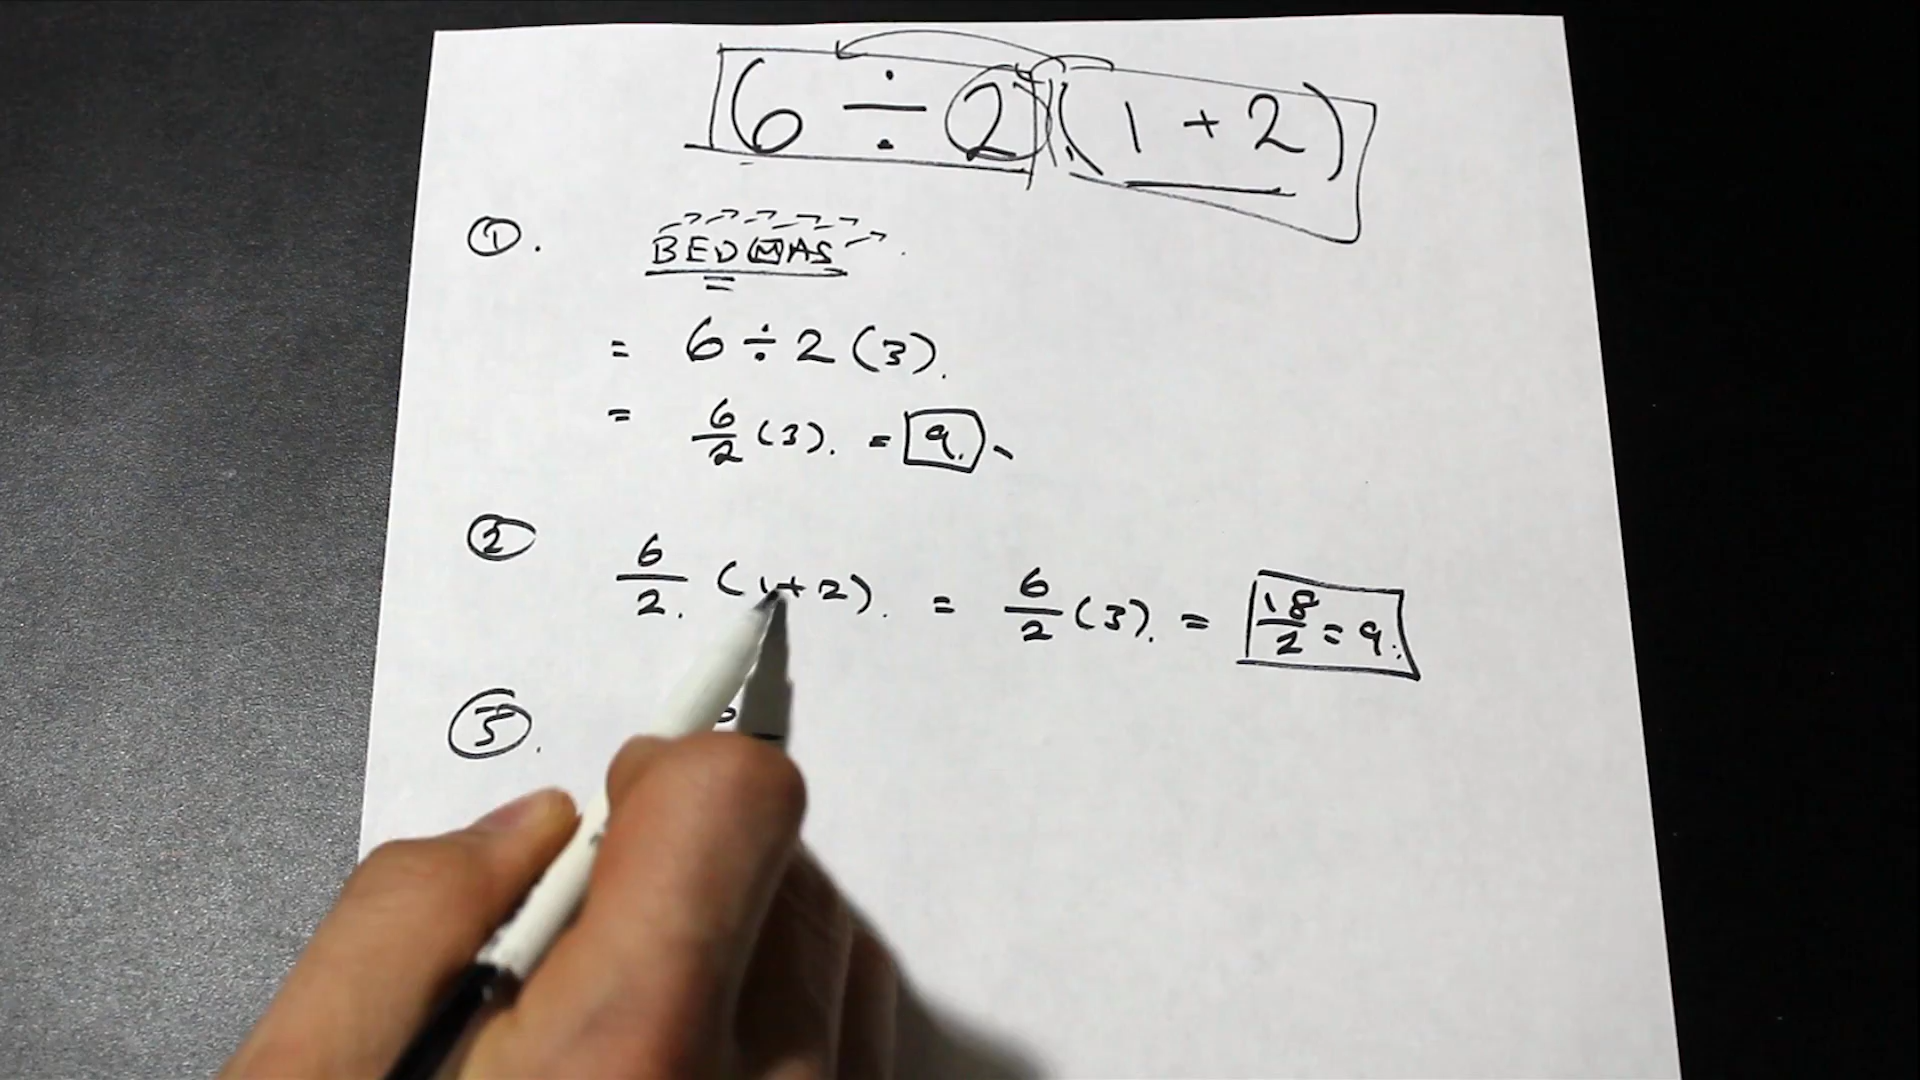 6 ÷ 2 (1 + 2)
①. BEDMAS
= 6 ÷ 2 (3).
= 6/2 (3). = 9.
② 6/2. (1+2). = 6/2 (3). = 18/2 = 9.
③.